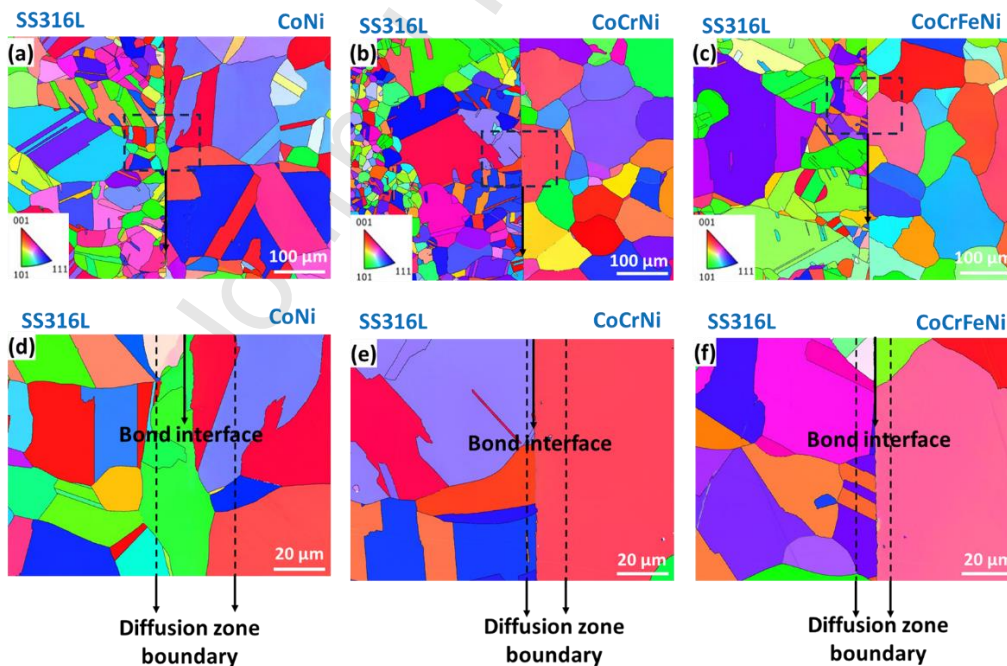 SS316L CoNi
(a)
001
101
111
100 µm
SS316L CoCrNi
(b)
001
101
111
100 µm
SS316L CoCrFeNi
(c)
001
101
111
100 µm
SS316L CoNi
(d)
Bond interface
20 µm
Diffusion zone
boundary
SS316L CoCrNi
(e)
Bond interface
20 µm
Diffusion zone
boundary
SS316L CoCrFeNi
(f)
Bond interface
20 µm
Diffusion zone
boundary